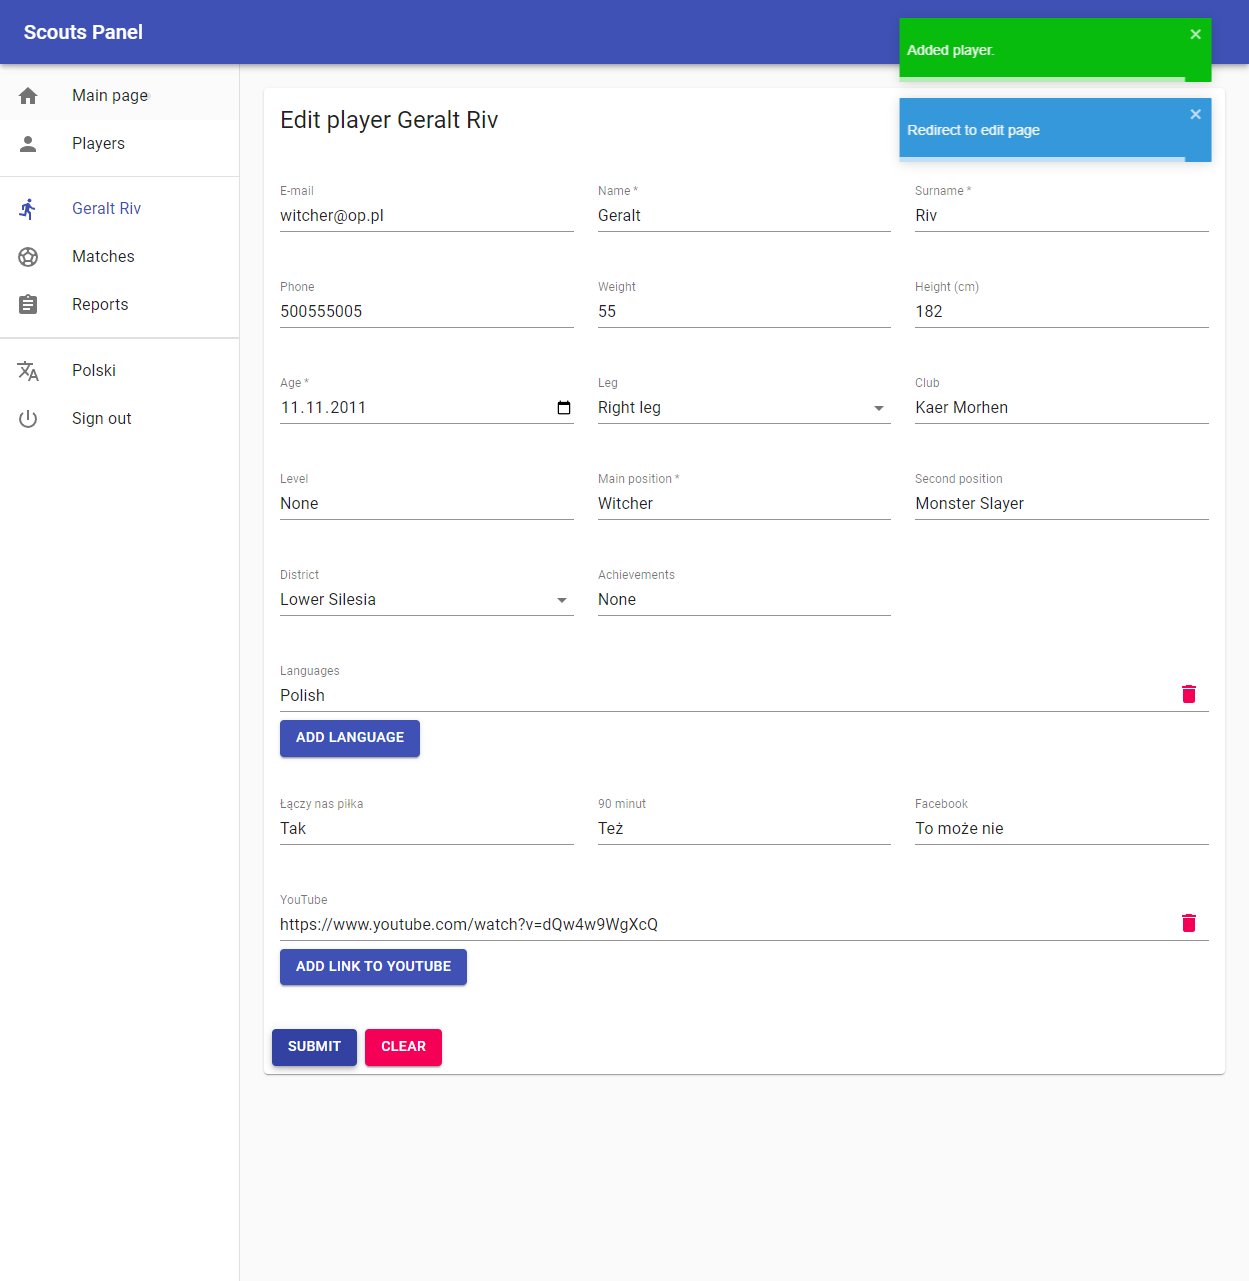 Scouts Panel
Added player.
Redirect to edit page
Main page
Players
Geralt Riv
Matches
Reports
Polski
Sign out
Edit player Geralt Riv
E-mail
witcher@op.pl
Name *
Geralt
Surname *
Riv
Phone
500555005
Weight
55
Height (cm)
182
Age *
11.11.2011
Leg
Right leg
Club
Kaer Morhen
Level
None
Main position *
Witcher
Second position
Monster Slayer
District
Lower Silesia
Achievements
None
Languages
Polish
ADD LANGUAGE
Łączy nas piłka
Tak
90 minut
Też
Facebook
To może nie
YouTube
https://www.youtube.com/watch?v=dQw4w9WgXcQ
ADD LINK TO YOUTUBE
SUBMIT
CLEAR